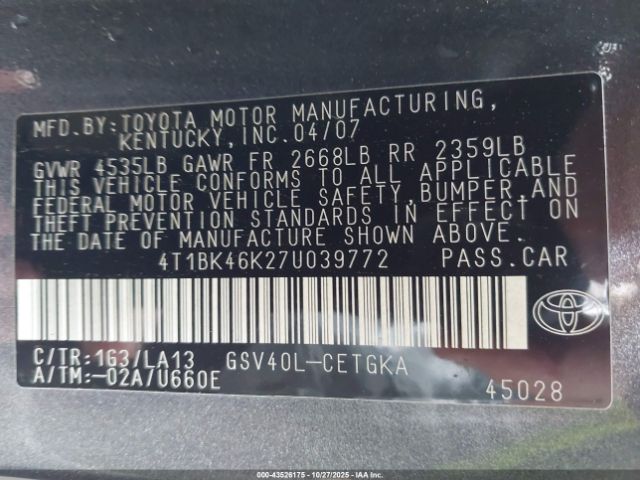 MFD.BY:TOYOTA MOTOR MANUFACTURING,
KENTUCKY,INC.04/07
GVWR 4535LB GAWR FR 2668LB RR 2359LB
THIS VEHICLE CONFORMS TO ALL APPLICABLE
FEDERAL MOTOR VEHICLE SAFETY,BUMPER,AND
THEFT PREVENTION STANDARDS IN EFFECT ON
THE DATE OF MANUFACTURE SHOWN ABOVE.
4T1BK46K27U039772 PASS.CAR
C/TR:163/LA13 GSV40L-CETGKA
A/TM:-02A/U660E 45028
000-43526175 - 10/27/2025 - IAAI, Inc.